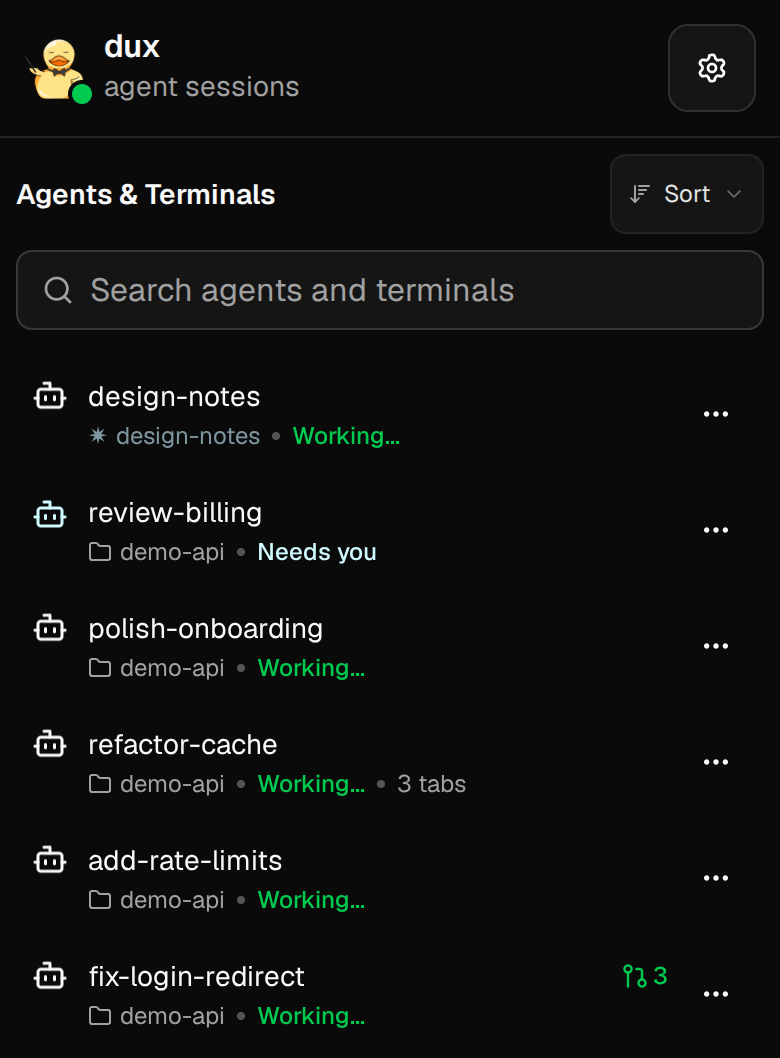 dux
agent sessions
Agents & Terminals
Sort
Search agents and terminals
design-notes
design-notes • Working...
review-billing
demo-api • Needs you
polish-onboarding
demo-api • Working...
refactor-cache
demo-api • Working... • 3 tabs
add-rate-limits
demo-api • Working...
fix-login-redirect 3
demo-api • Working...